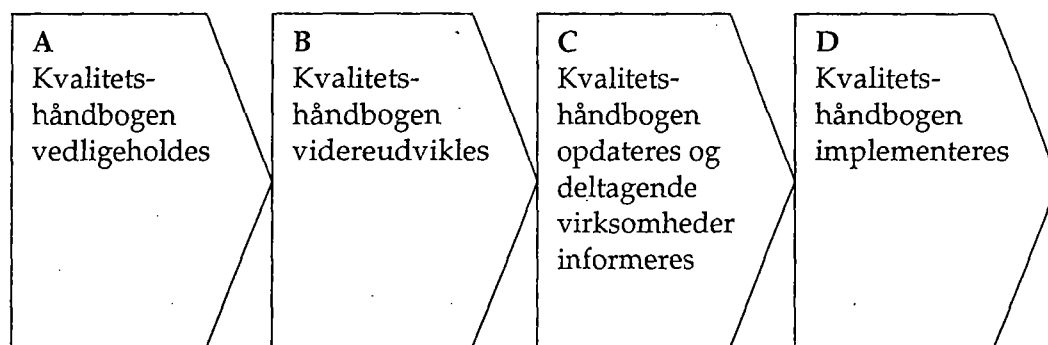 A
Kvalitets-
håndbogen
vedligeholdes
B
Kvalitets-
håndbogen
videreudvikles
C
Kvalitets-
håndbogen
opdateres og
deltagende
virksomheder
informeres
D
Kvalitets-
håndbogen
implementeres